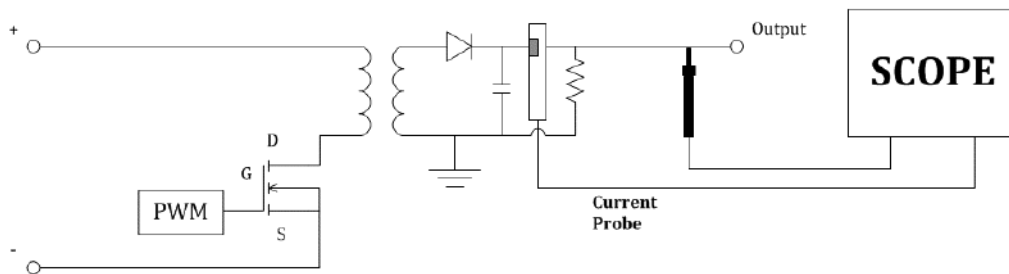 +
Output
SCOPE
D
G
PWM
S
Current
Probe
-